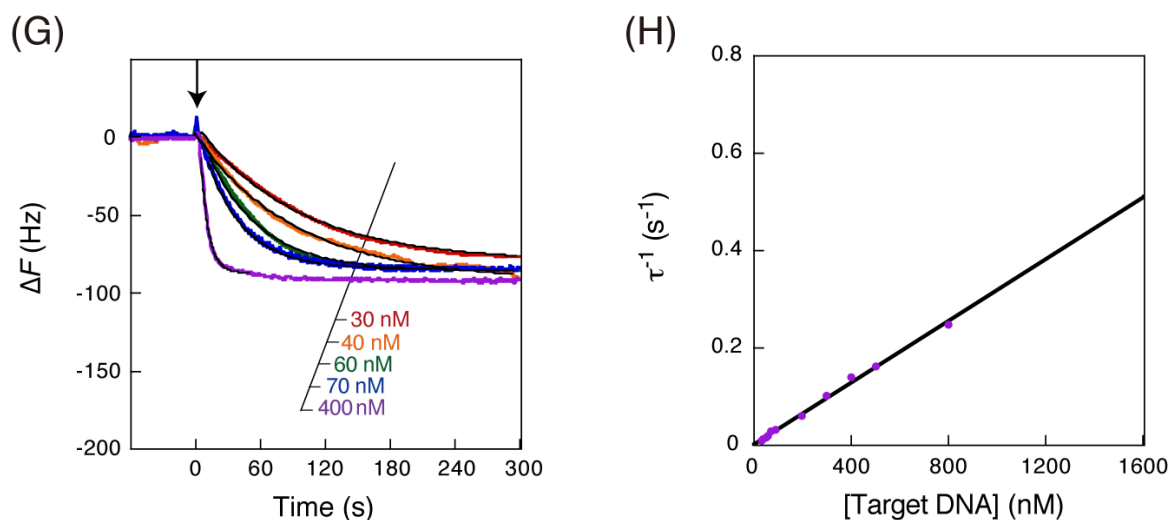 (G)
ΔF (Hz)
0
-50
-100
-150
-200
30 nM
40 nM
60 nM
70 nM
400 nM
0
60
120
180
240
300
Time (s)
(H)
τ-1 (s-1)
0.8
0.6
0.4
0.2
0
0
400
800
1200
1600
[Target DNA] (nM)